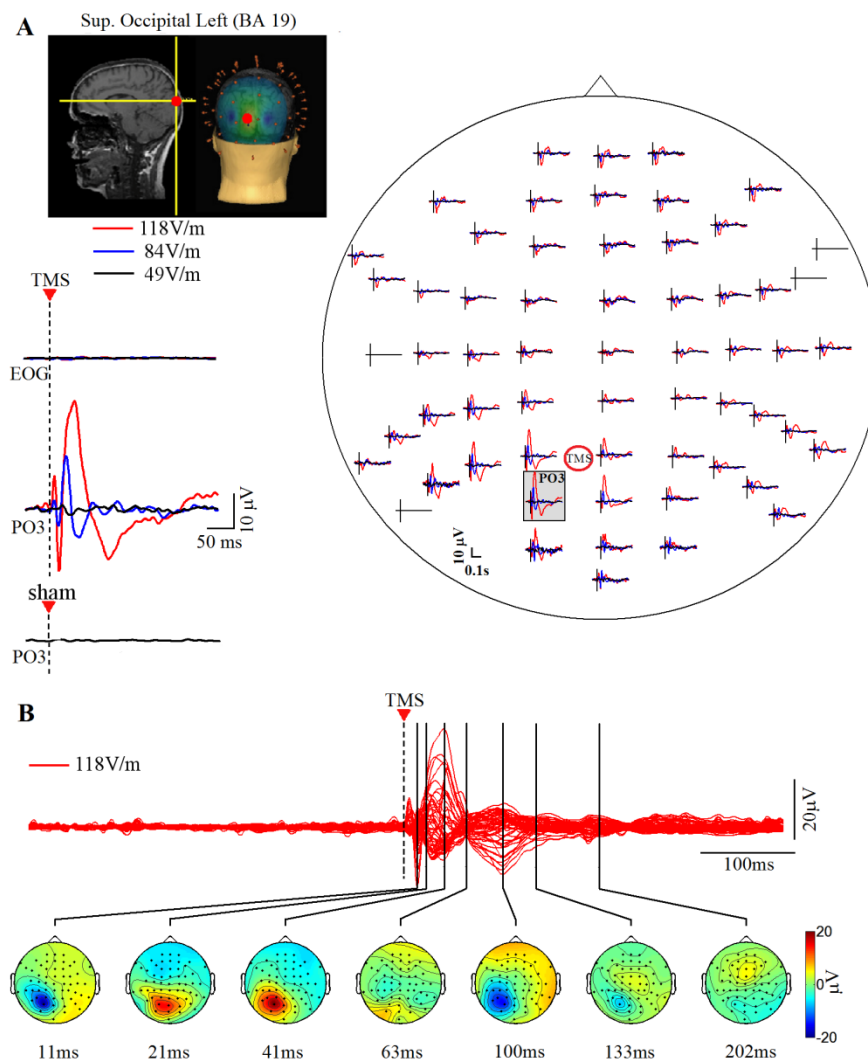 A
Sup. Occipital Left (BA 19)
118V/m
84V/m
49V/m
TMS
EOG
PO3
10 µV
50 ms
sham
PO3
TMS
PO3
10 µV
0.1s
B
TMS
118V/m
20µV
100ms
20
0
-20
µV
11ms
21ms
41ms
63ms
100ms
133ms
202ms